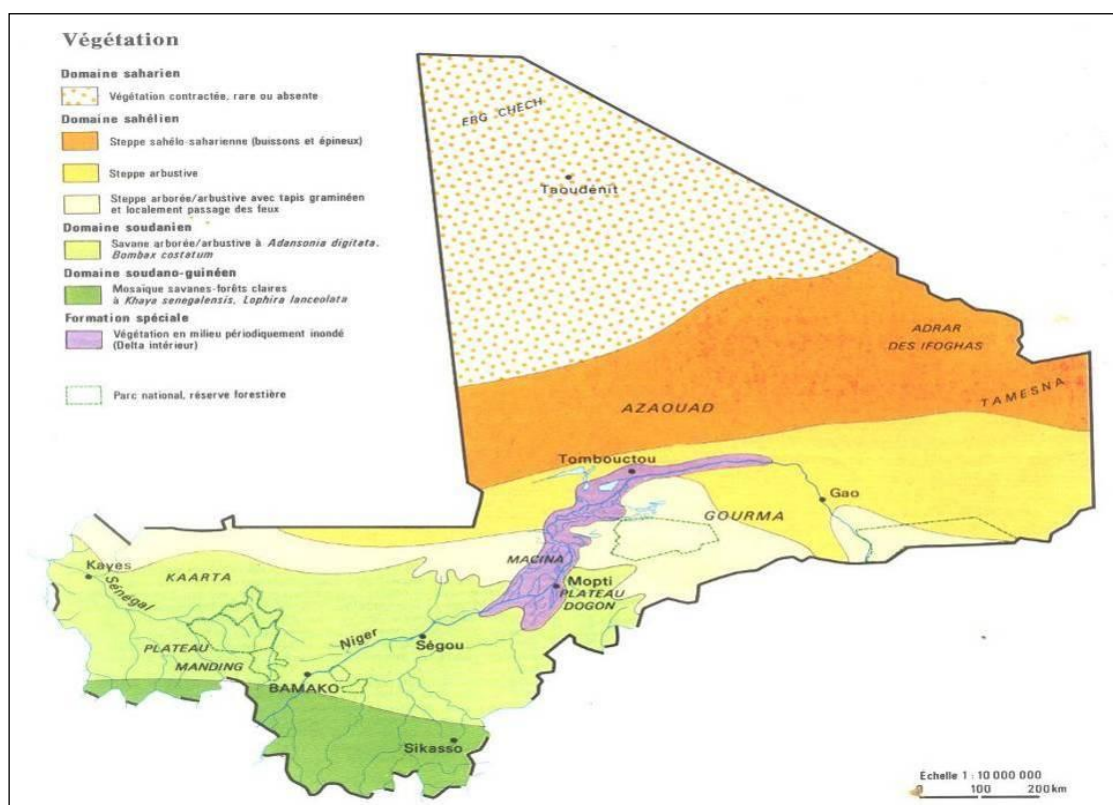 Végétation
Domaine saharien
Végétation contractée, rare ou absente
Domaine sahélien
Steppe sahélo-saharienne (buissons et épineux)
Steppe arbustive
Steppe arborée/arbustive avec tapis graminéen
et localement passage des feux
Domaine soudanien
Savane arborée/arbustive à Adansonia digitata,
Bombax costatum
Domaine soudano-guinéen
Mosaïque savanes-forêts claires
à Khaya senegalensis, Lophira lanceolata
Formation spéciale
Végétation en milieu périodiquement inondé
(Delta intérieur)
Parc national, réserve forestière
ERG CHECH
Taoudénit
ADRAR
DES IFOGHAS
TAMESNA
AZAOUAD
Tombouctou
Gao
GOURMA
MACINA
Mopti
PLATEAU
DOGON
Kayes
KAARTA
Sénégal
Niger
Ségou
PLATEAU
MANDING
BAMAKO
Sikasso
Échelle 1 : 10 000 000
0 100 200 km